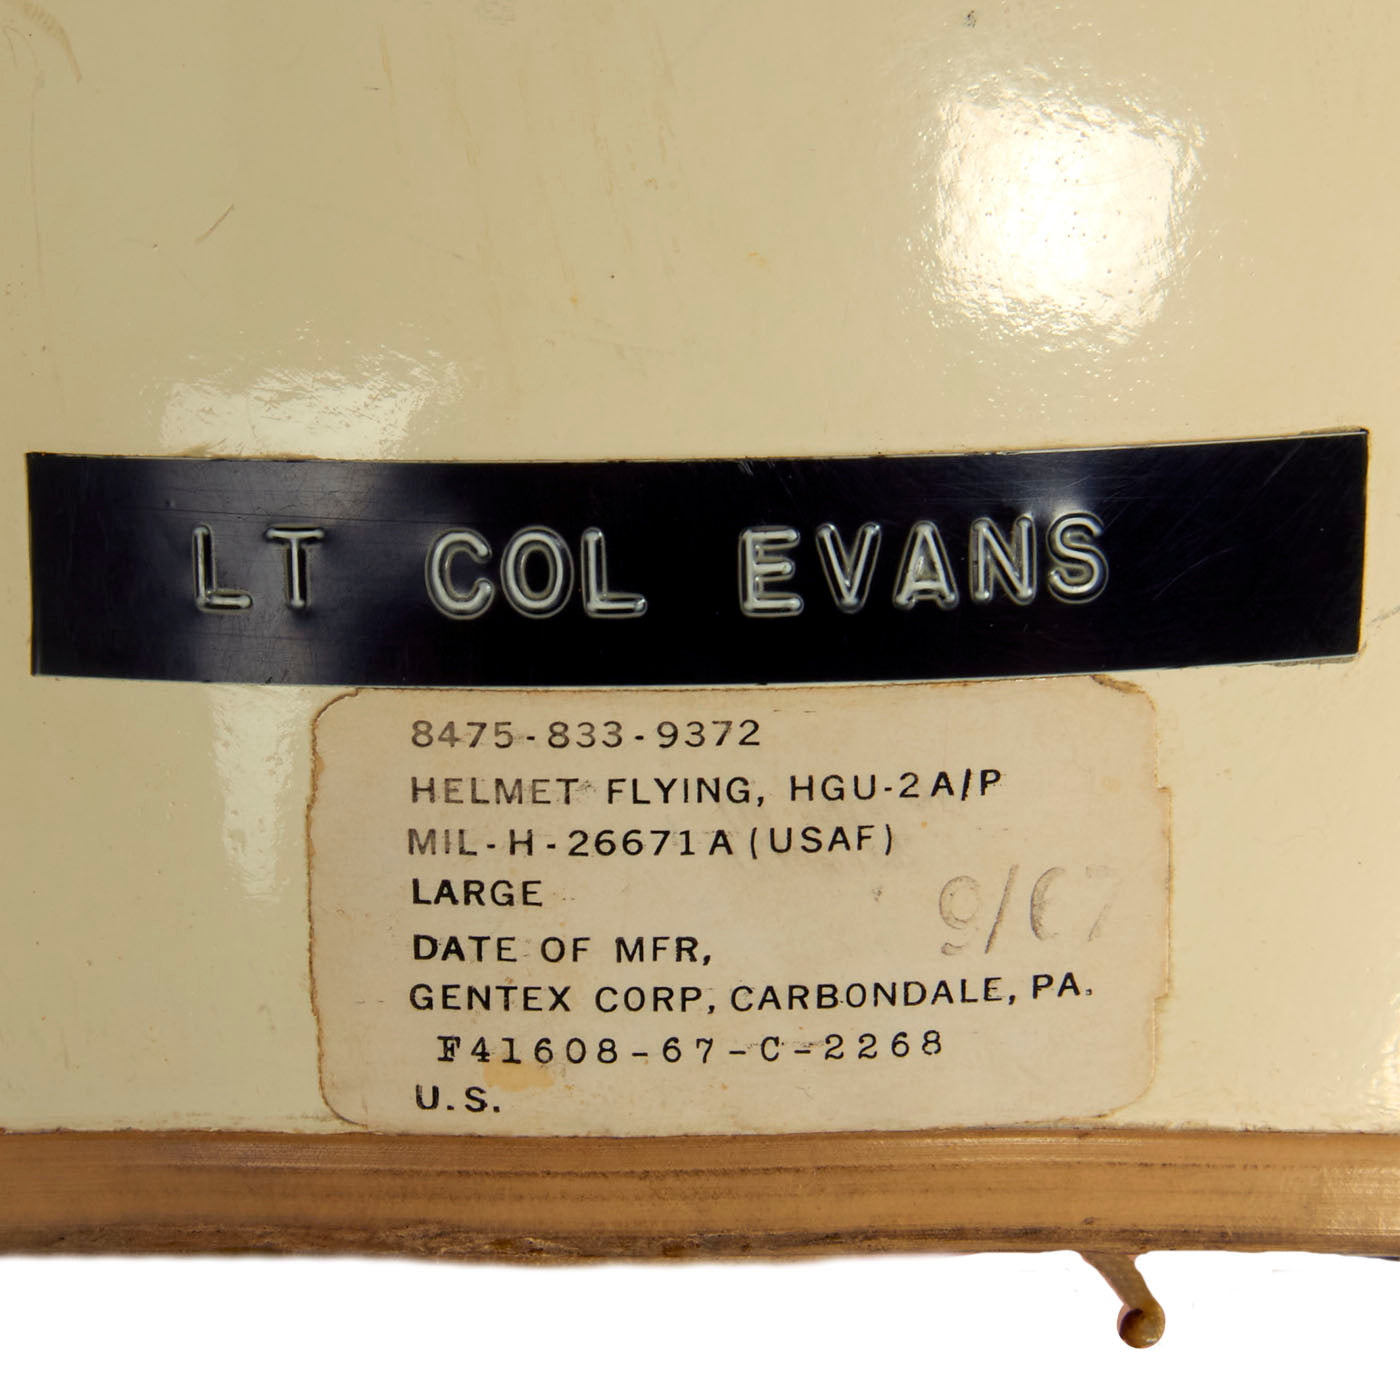 LT COL EVANS
8475-833-9372
HELMET FLYING, HGU-2A/P
MIL-H-26671A (USAF)
LARGE
9/67
DATE OF MFR,
GENTEX CORP, CARBONDALE, PA.
F41608-67-C-2268
U.S.